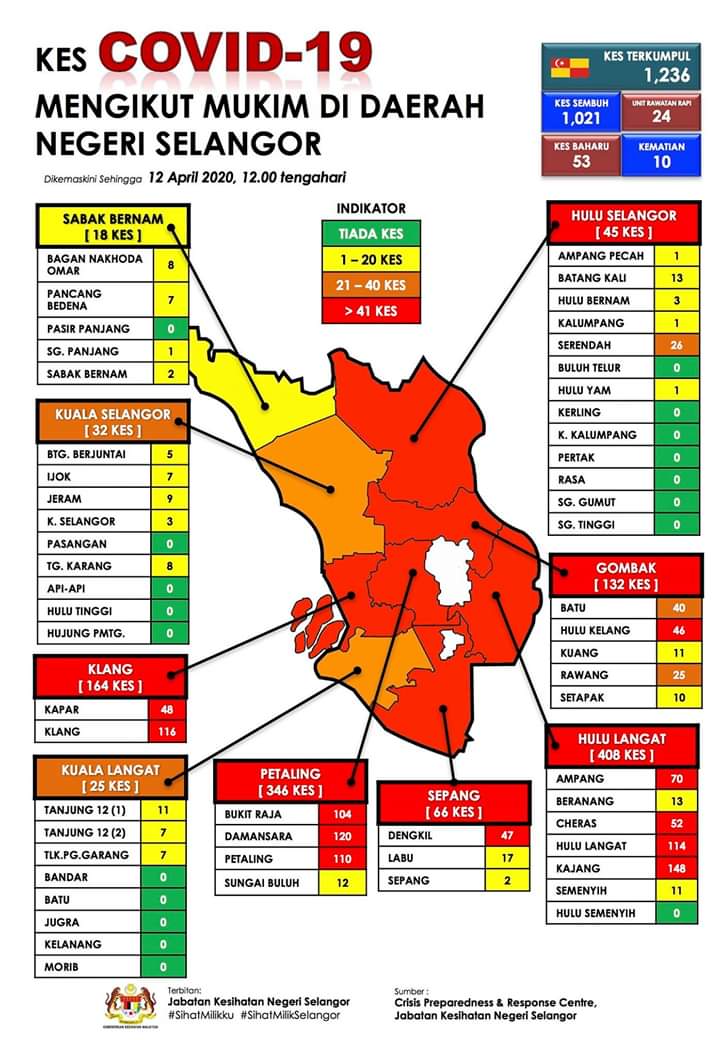 KES COVID-19
MENGIKUT MUKIM DI DAERAH
NEGERI SELANGOR
Dikemaskini Sehingga 12 April 2020, 12.00 tengahari
KES TERKUMPUL
1,236
KES SEMBUH
1,021
UNIT RAWATAN RAPI
24
KES BAHARU
53
KEMATIAN
10
INDIKATOR
TIADA KES
1 – 20 KES
21 – 40 KES
> 41 KES
SABAK BERNAM
[ 18 KES ]
BAGAN NAKHODA
OMAR 8
PANCANG
BEDENA 7
PASIR PANJANG 0
SG. PANJANG 1
SABAK BERNAM 2
KUALA SELANGOR
[ 32 KES ]
BTG. BERJUNTAI 5
IJOK 7
JERAM 9
K. SELANGOR 3
PASANGAN 0
TG. KARANG 8
API-API 0
HULU TINGGI 0
HUJUNG PMTG. 0
KLANG
[ 164 KES ]
KAPAR 48
KLANG 116
KUALA LANGAT
[ 25 KES ]
TANJUNG 12 (1) 11
TANJUNG 12 (2) 7
TLK.PG.GARANG 7
BANDAR 0
BATU 0
JUGRA 0
KELANANG 0
MORIB 0
PETALING
[ 346 KES ]
BUKIT RAJA 104
DAMANSARA 120
PETALING 110
SUNGAI BULUH 12
SEPANG
[ 66 KES ]
DENGKIL 47
LABU 17
SEPANG 2
HULU SELANGOR
[ 45 KES ]
AMPANG PECAH 1
BATANG KALI 13
HULU BERNAM 3
KALUMPANG 1
SERENDAH 26
BULUH TELUR 0
HULU YAM 1
KERLING 0
K. KALUMPANG 0
PERTAK 0
RASA 0
SG. GUMUT 0
SG. TINGGI 0
GOMBAK
[ 132 KES ]
BATU 40
HULU KELANG 46
KUANG 11
RAWANG 25
SETAPAK 10
HULU LANGAT
[ 408 KES ]
AMPANG 70
BERANANG 13
CHERAS 52
HULU LANGAT 114
KAJANG 148
SEMENYIH 11
HULU SEMENYIH 0
KEMENTERIAN KESIHATAN MALAYSIA
Terbitan:
Jabatan Kesihatan Negeri Selangor
#SihatMilikku #SihatMilikSelangor
Sumber :
Crisis Preparedness & Response Centre,
Jabatan Kesihatan Negeri Selangor